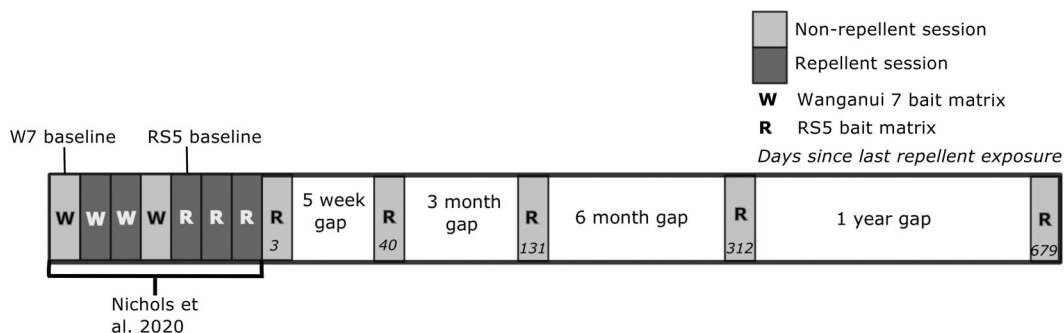 Non-repellent session
Repellent session
W Wanganui 7 bait matrix
R RS5 bait matrix
Days since last repellent exposure
W7 baseline
RS5 baseline
W W W W R R R R 5 week gap R 3 month gap R 6 month gap R 1 year gap R
3 40 131 312 679
Nichols et
al. 2020